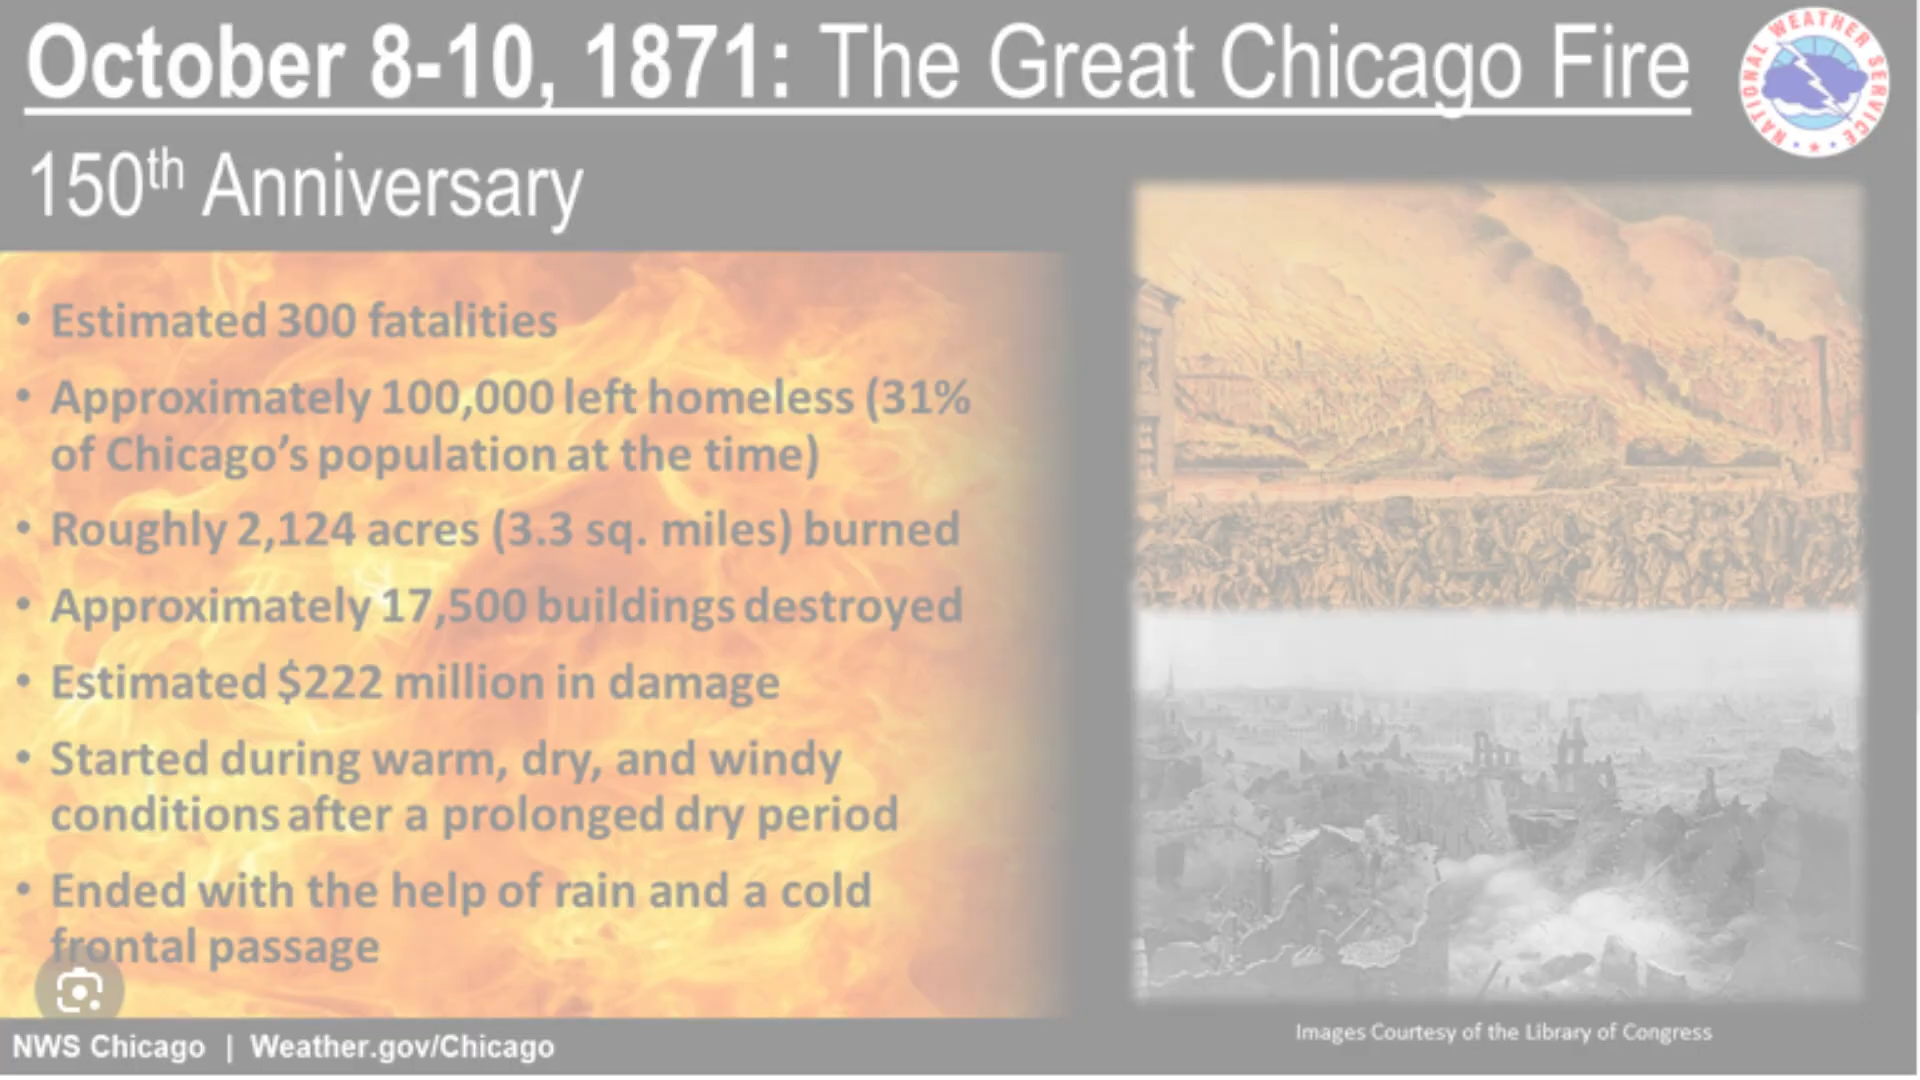 October 8-10, 1871: The Great Chicago Fire
150th Anniversary
NATIONAL WEATHER SERVICE
• Estimated 300 fatalities
• Approximately 100,000 left homeless (31%
of Chicago's population at the time)
• Roughly 2,124 acres (3.3 sq. miles) burned
• Approximately 17,500 buildings destroyed
• Estimated $222 million in damage
• Started during warm, dry, and windy
conditions after a prolonged dry period
• Ended with the help of rain and a cold
frontal passage
Images Courtesy of the Library of Congress
NWS Chicago | Weather.gov/Chicago